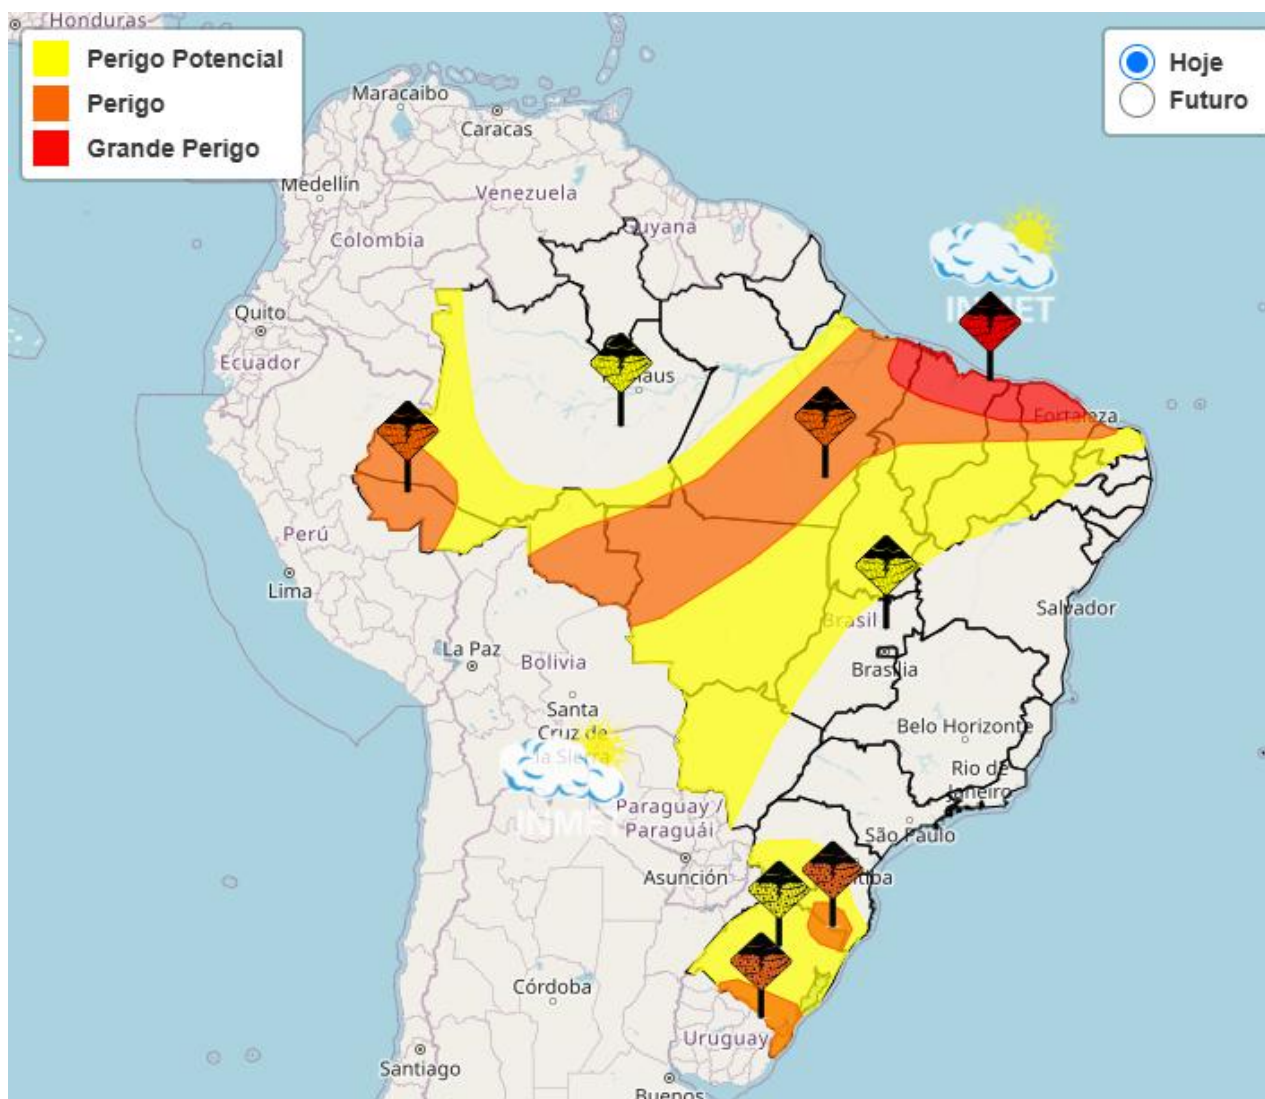 Honduras
Perigo Potencial
Perigo
Grande Perigo
Hoje
Futuro
Maracaibo
Caracas
Medellín
Venezuela
Guyana
Colombia
Quito
Ecuador
INMET
Fortaleza
Perú
Lima
Salvador
Brasil
La Paz
Bolivia
Brasília
Santa
Cruz de
la Sierra
Belo Horizonte
Rio de
Janeiro
INMET
Paraguay /
Paraguái
São Paulo
Asunción
Córdoba
Uruguay
Santiago
Buenos